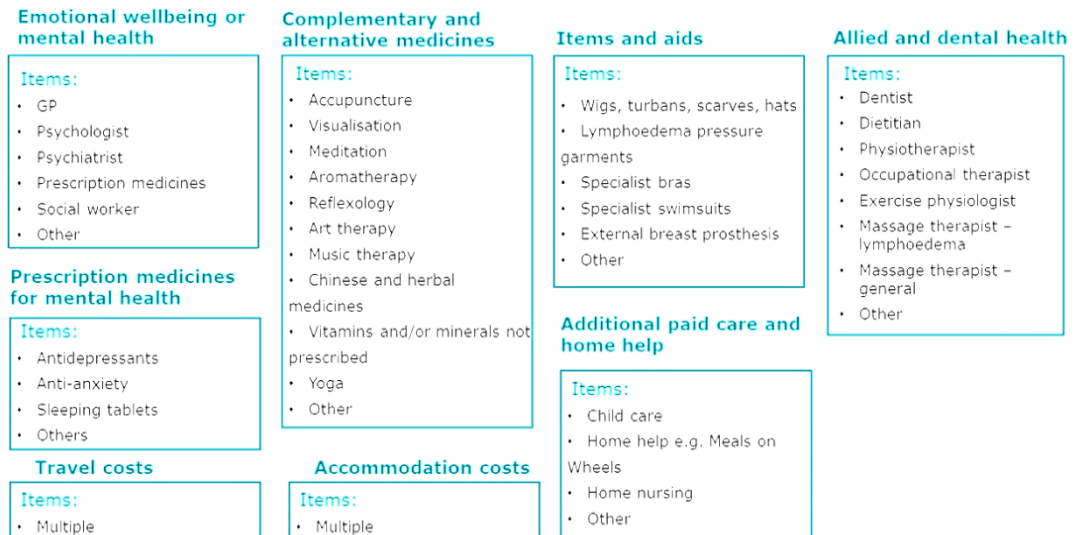 Emotional wellbeing or
mental health
Items:
• GP
• Psychologist
• Psychiatrist
• Prescription medicines
• Social worker
• Other
Prescription medicines
for mental health
Items:
• Antidepressants
• Anti-anxiety
• Sleeping tablets
• Others
Travel costs
Items:
• Multiple
Complementary and
alternative medicines
Items:
• Accupuncture
• Visualisation
• Meditation
• Aromatherapy
• Reflexology
• Art therapy
• Music therapy
• Chinese and herbal
medicines
• Vitamins and/or minerals not
prescribed
• Yoga
• Other
Accommodation costs
Items:
• Multiple
Items and aids
Items:
• Wigs, turbans, scarves, hats
• Lymphoedema pressure
garments
• Specialist bras
• Specialist swimsuits
• External breast prosthesis
• Other
Additional paid care and
home help
Items:
• Child care
• Home help e.g. Meals on
Wheels
• Home nursing
• Other
Allied and dental health
Items:
• Dentist
• Dietitian
• Physiotherapist
• Occupational therapist
• Exercise physiologist
• Massage therapist –
lymphoedema
• Massage therapist –
general
• Other